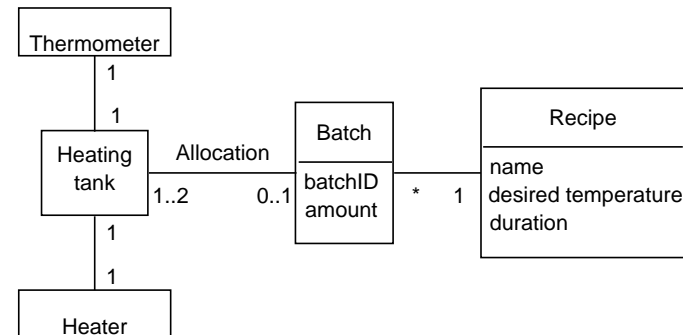 Thermometer
1
1
Heating
tank
Allocation
1..2
0..1
Batch
batchID
amount
*
1
Recipe
name
desired temperature
duration
1
1
Heater